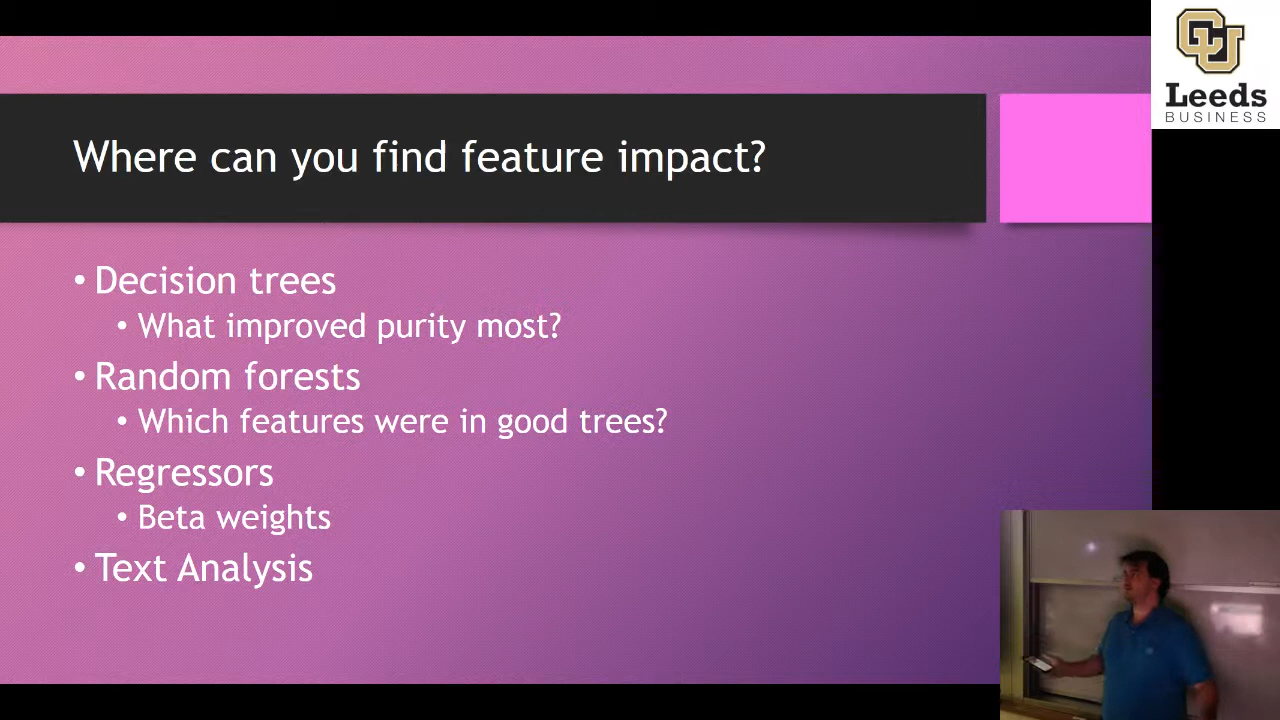 CU
Leeds
BUSINESS
Where can you find feature impact?
• Decision trees
• What improved purity most?
• Random forests
• Which features were in good trees?
• Regressors
• Beta weights
• Text Analysis